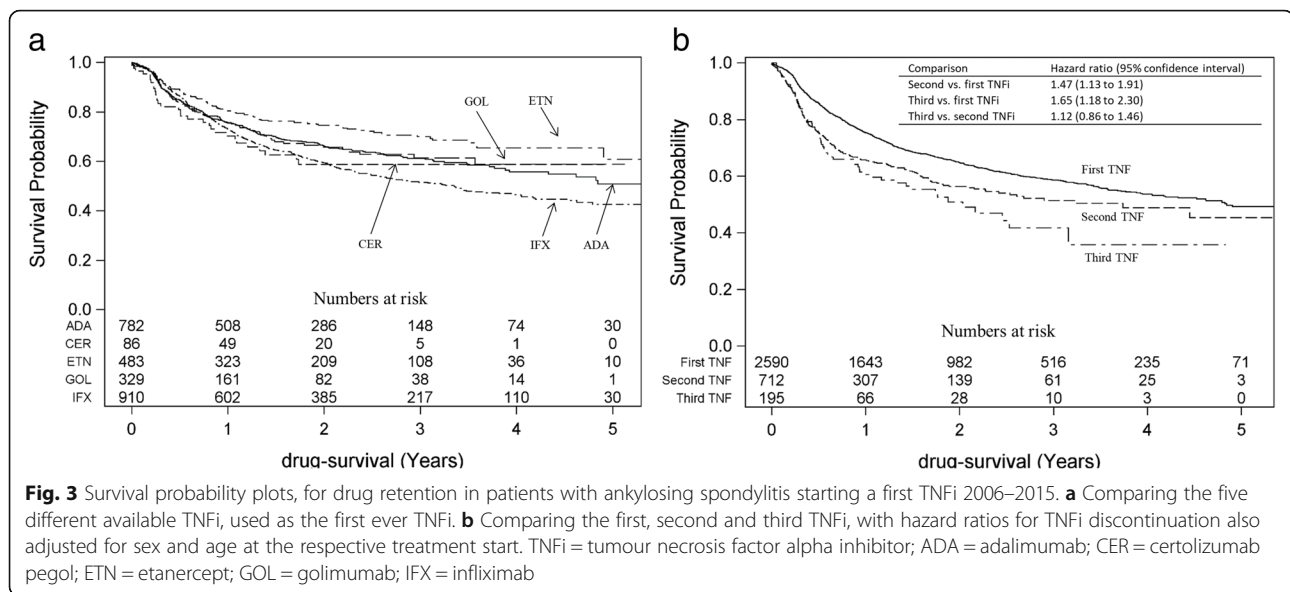 a
Survival Probability
1.0
0.8
0.6
0.4
0.2
0.0
GOL
ETN
CER
IFX
ADA
Numbers at risk
ADA 782 508 286 148 74 30
CER 86 49 20 5 1 0
ETN 483 323 209 108 36 10
GOL 329 161 82 38 14 1
IFX 910 602 385 217 110 30
0 1 2 3 4 5
drug-survival (Years)
b
Survival Probability
1.0
0.8
0.6
0.4
0.2
0.0
Comparison Hazard ratio (95% confidence interval)
Second vs. first TNFi 1.47 (1.13 to 1.91)
Third vs. first TNFi 1.65 (1.18 to 2.30)
Third vs. second TNFi 1.12 (0.86 to 1.46)
First TNF
Second TNF
Third TNF
Numbers at risk
First TNF 2590 1643 982 516 235 71
Second TNF 712 307 139 61 25 3
Third TNF 195 66 28 10 3 0
0 1 2 3 4 5
drug-survival (Years)
Fig. 3 Survival probability plots, for drug retention in patients with ankylosing spondylitis starting a first TNFi 2006–2015. a Comparing the five
different available TNFi, used as the first ever TNFi. b Comparing the first, second and third TNFi, with hazard ratios for TNFi discontinuation also
adjusted for sex and age at the respective treatment start. TNFi = tumour necrosis factor alpha inhibitor; ADA = adalimumab; CER = certolizumab
pegol; ETN = etanercept; GOL = golimumab; IFX = infliximab